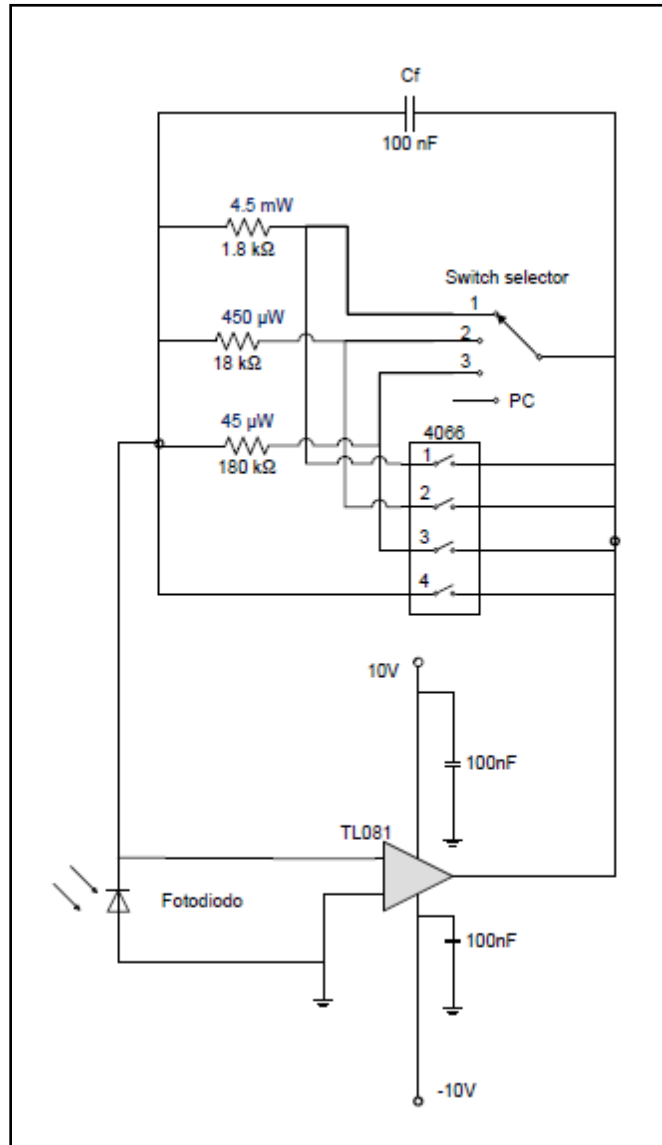 Cf
100 nF
4.5 mW
1.8 kΩ
Switch selector
1
450 µW
2
18 kΩ
3
PC
45 µW
4066
180 kΩ
1
2
3
4
10V
100nF
TL081
Fotodiodo
100nF
-10V